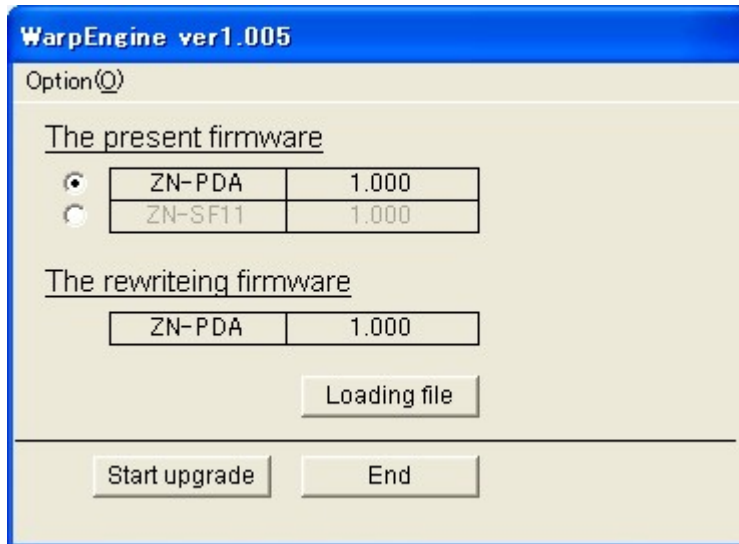 WarpEngine ver1.005
Option(O)
The present firmware
ZN-PDA 1.000
ZN-SF11 1.000
The rewriteing firmware
ZN-PDA 1.000
Loading file
Start upgrade End